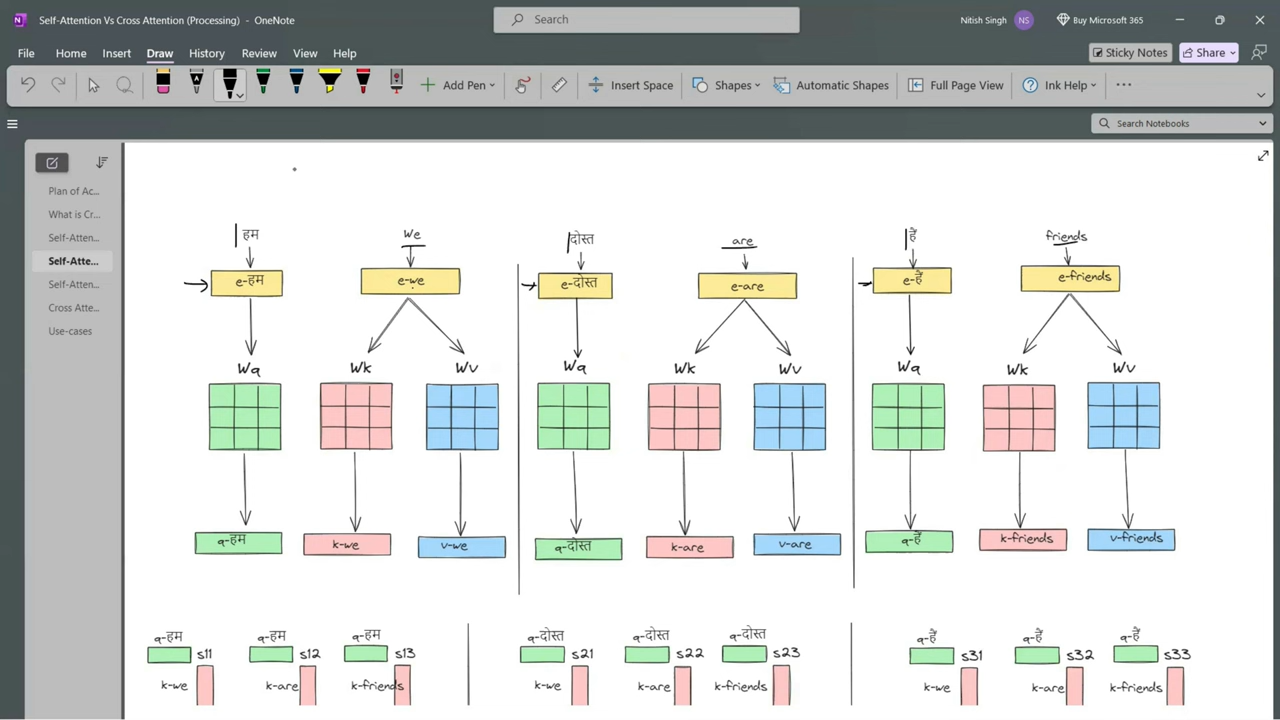 Self-Attention Vs Cross Attention (Processing) - OneNote
Search
Nitish Singh
NS
Buy Microsoft 365
File Home Insert Draw History Review View Help
Sticky Notes
Share
Add Pen
Insert Space
Shapes
Automatic Shapes
Full Page View
Ink Help
Search Notebooks
Plan of Ac...
What is Cr...
Self-Atten...
Self-Atte...
Self-Atten...
Cross Atte...
Use-cases
हम We दोस्त are हैं friends
e-हम e-we e-दोस्त e-are e-हैं e-friends
Wq Wk Wv Wq Wk Wv Wq Wk Wv
q-हम k-we v-we q-दोस्त k-are v-are q-हैं k-friends v-friends
q-हम q-हम q-हम q-दोस्त q-दोस्त q-दोस्त q-हैं q-हैं q-हैं
s11 s12 s13 s21 s22 s23 s31 s32 s33
k-we k-are k-friends k-we k-are k-friends k-we k-are k-friends